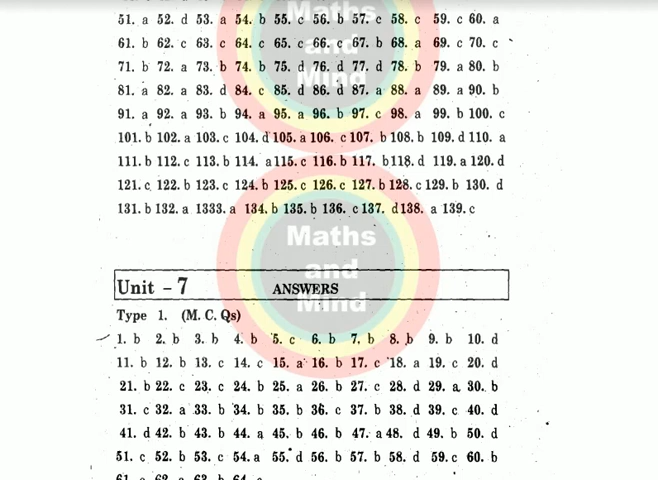 51. a 52. d 53. a 54. b 55. c 56. b 57. c 58. c 59. c 60. a
61. b 62. c 63. c 64. c 65. c 66. c 67. b 68. a 69. c 70. c
71. b 72. a 73. b 74. b 75. d 76. d 77. d 78. b 79. a 80. b
81. a 82. a 83. d 84. c 85. d 86. d 87. a 88. a 89. a 90. b
91. a 92. a 93. b 94. a 95. a 96. b 97. c 98. a 99. b 100. c
101. b 102. a 103. c 104. d 105. a 106. c 107. b 108. b 109. d 110. a
111. b 112. c 113. b 114. a 115. c 116. b 117. b 118. d 119. a 120. d
121. c 122. b 123. c 124. b 125. c 126. c 127. b 128. c 129. b 130. d
131. b 132. a 1333. a 134. b 135. b 136. c 137. d 138. a 139. c
Maths
and
Mind
Maths
and
Mind
Unit - 7 ANSWERS
Type 1. (M. C. Qs)
1. b 2. b 3. b 4. b 5. c 6. b 7. b 8. b 9. b 10. d
11. b 12. b 13. c 14. c 15. a 16. b 17. c 18. a 19. c 20. d
21. b 22. c 23. c 24. b 25. a 26. b 27. c 28. d 29. a 30. b
31. c 32. a 33. b 34. b 35. b 36. c 37. b 38. d 39. c 40. d
41. d 42. b 43. b 44. a 45. b 46. b 47. a 48. d 49. b 50. d
51. c 52. b 53. c 54. a 55. d 56. b 57. b 58. d 59. c 60. b